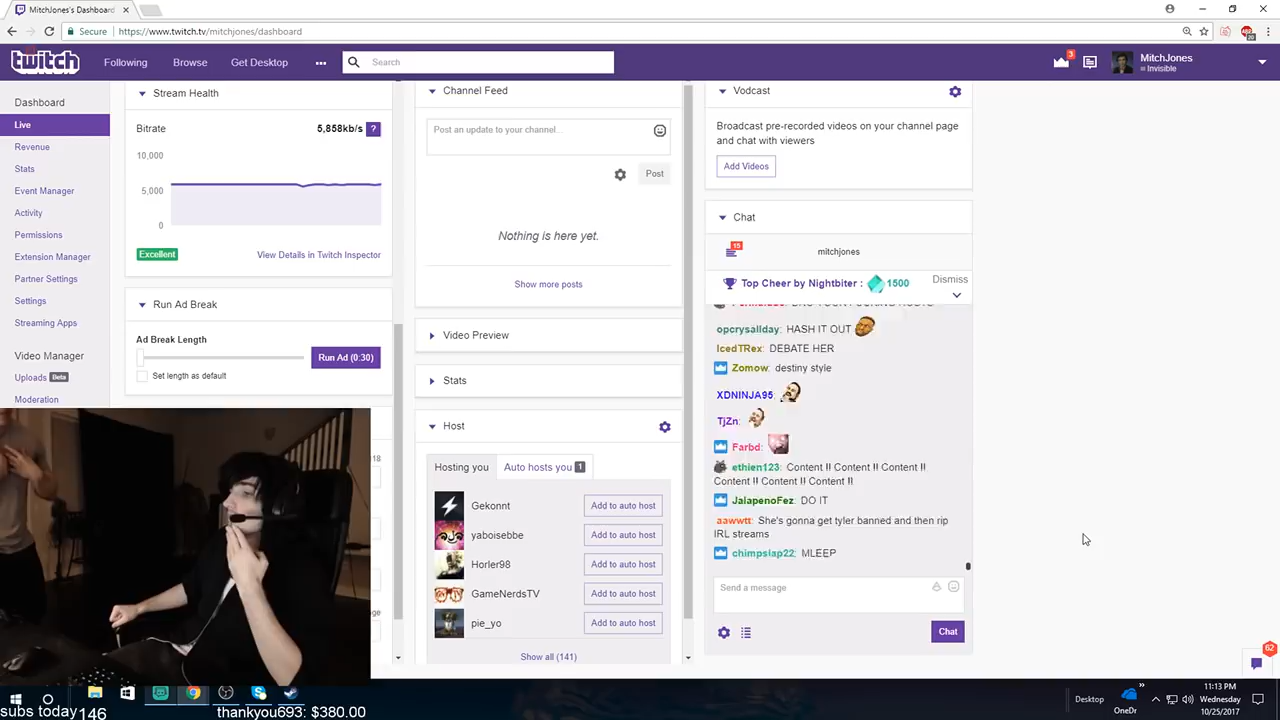 MitchJones's Dashboard
Secure https://www.twitch.tv/mitchjones/dashboard
twitch Following Browse Get Desktop ... Search 3 MitchJones
Invisible
Dashboard
Live
Revenue
Stats
Event Manager
Activity
Permissions
Extension Manager
Partner Settings
Settings
Streaming Apps
Video Manager
Uploads Beta
Moderation
Stream Health
Bitrate 5,858kb/s ?
10,000
5,000
0
Excellent View Details in Twitch Inspector
Run Ad Break
Ad Break Length
Run Ad (0:30)
Set length as default
18
Channel Feed
Post an update to your channel...
Post
Nothing is here yet.
Show more posts
Video Preview
Stats
Host
Hosting you Auto hosts you 1
Gekonnt Add to auto host
yaboisebbe Add to auto host
Horler98 Add to auto host
GameNerdsTV Add to auto host
pie_yo Add to auto host
Show all (141)
Vodcast
Broadcast pre-recorded videos on your channel page
and chat with viewers
Add Videos
Chat
15 mitchjones
Top Cheer by Nightbiter : 1500 Dismiss
opcrysallday: HASH IT OUT
IcedTRex: DEBATE HER
Zomow: destiny style
XDNINJA95:
TjZn:
Farbd:
ethien123: Content !! Content !! Content !!
Content !! Content !! Content !!
JalapenoFez: DO IT
aawwtt: She's gonna get tyler banned and then rip
IRL streams
chimpslap22: MLEEP
Send a message
Chat
62
subs today 146 thankyou693: $380.00
Desktop OneDr
11:13 PM
Wednesday
10/25/2017